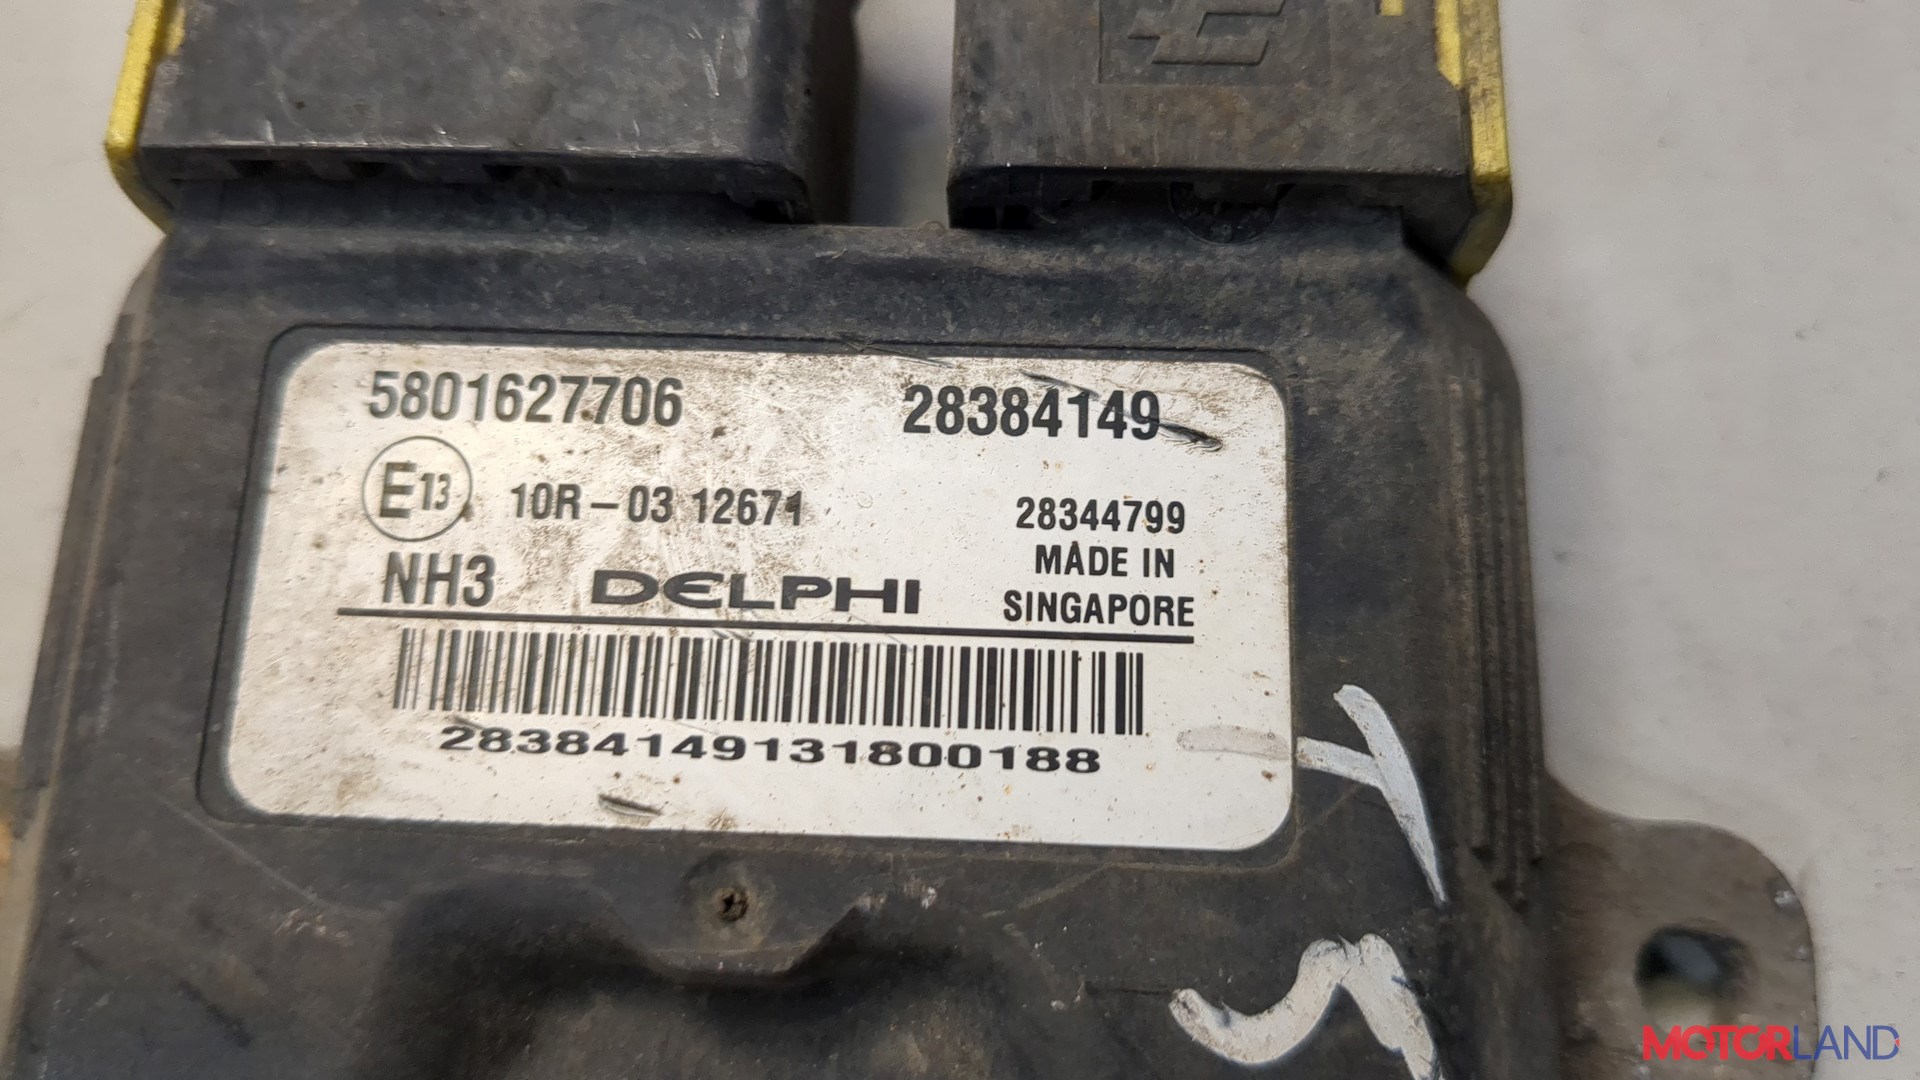 5801627706 28384149
E13 10R-03 12671 28344799
MADE IN
NH3 DELPHI SINGAPORE
28384149131800188
MOTORLAND